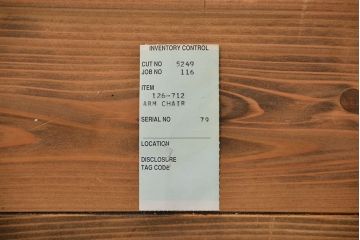 INVENTORY CONTROL
CUT NO 5249
JOB NO 116
ITEM
126-712
ARM CHAIR
SERIAL NO 79
LOCATION
DISCLOSURE
TAG CODE